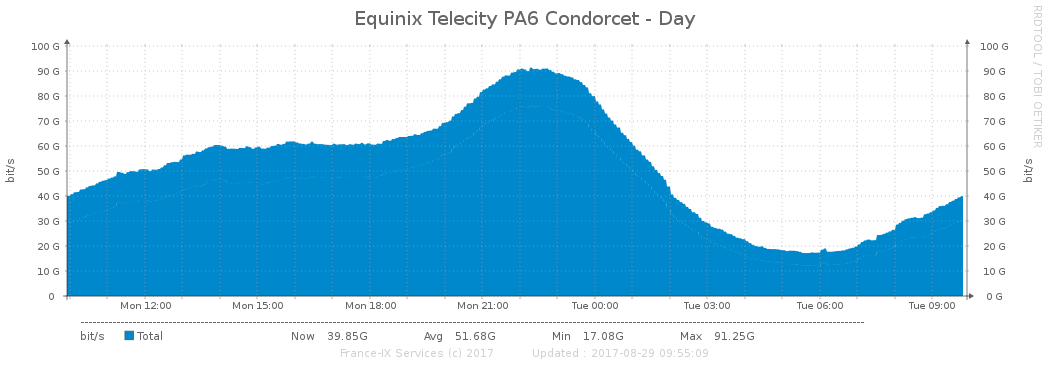 Equinix Telecity PA6 Condorcet - Day
RRDTOOL / TOBI OETIKER
100 G 100 G
90 G 90 G
80 G 80 G
70 G 70 G
60 G 60 G
50 G 50 G
40 G 40 G
30 G 30 G
20 G 20 G
10 G 10 G
0 0 G
bit/s bit/s
Mon 12:00 Mon 15:00 Mon 18:00 Mon 21:00 Tue 00:00 Tue 03:00 Tue 06:00 Tue 09:00
bit/s Total Now 39.85G Avg 51.68G Min 17.08G Max 91.25G
France-IX Services (c) 2017 Updated : 2017-08-29 09:55:09